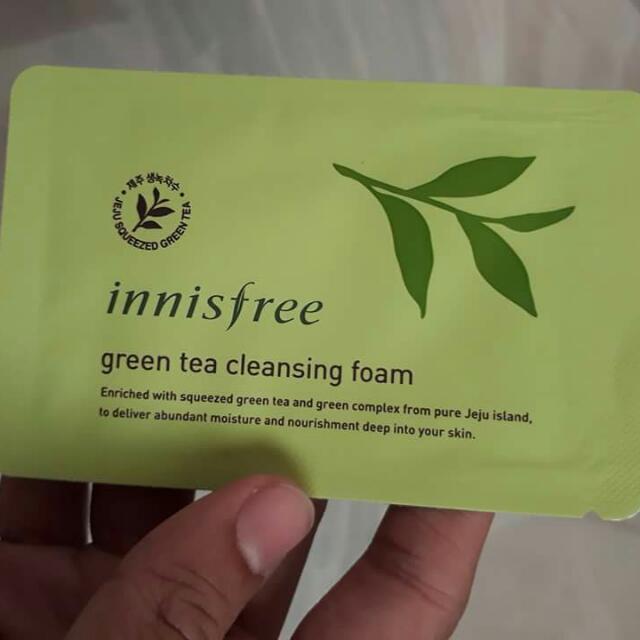 제주 생녹차수
JEJU SQUEEZED GREEN TEA
innisfree
green tea cleansing foam
Enriched with squeezed green tea and green complex from pure Jeju island,
to deliver abundant moisture and nourishment deep into your skin.